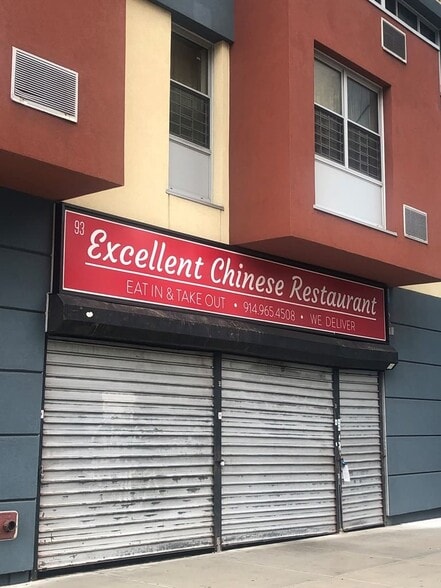 93
Excellent Chinese Restaurant
EAT IN & TAKE OUT • 914.965.4508 • WE DELIVER